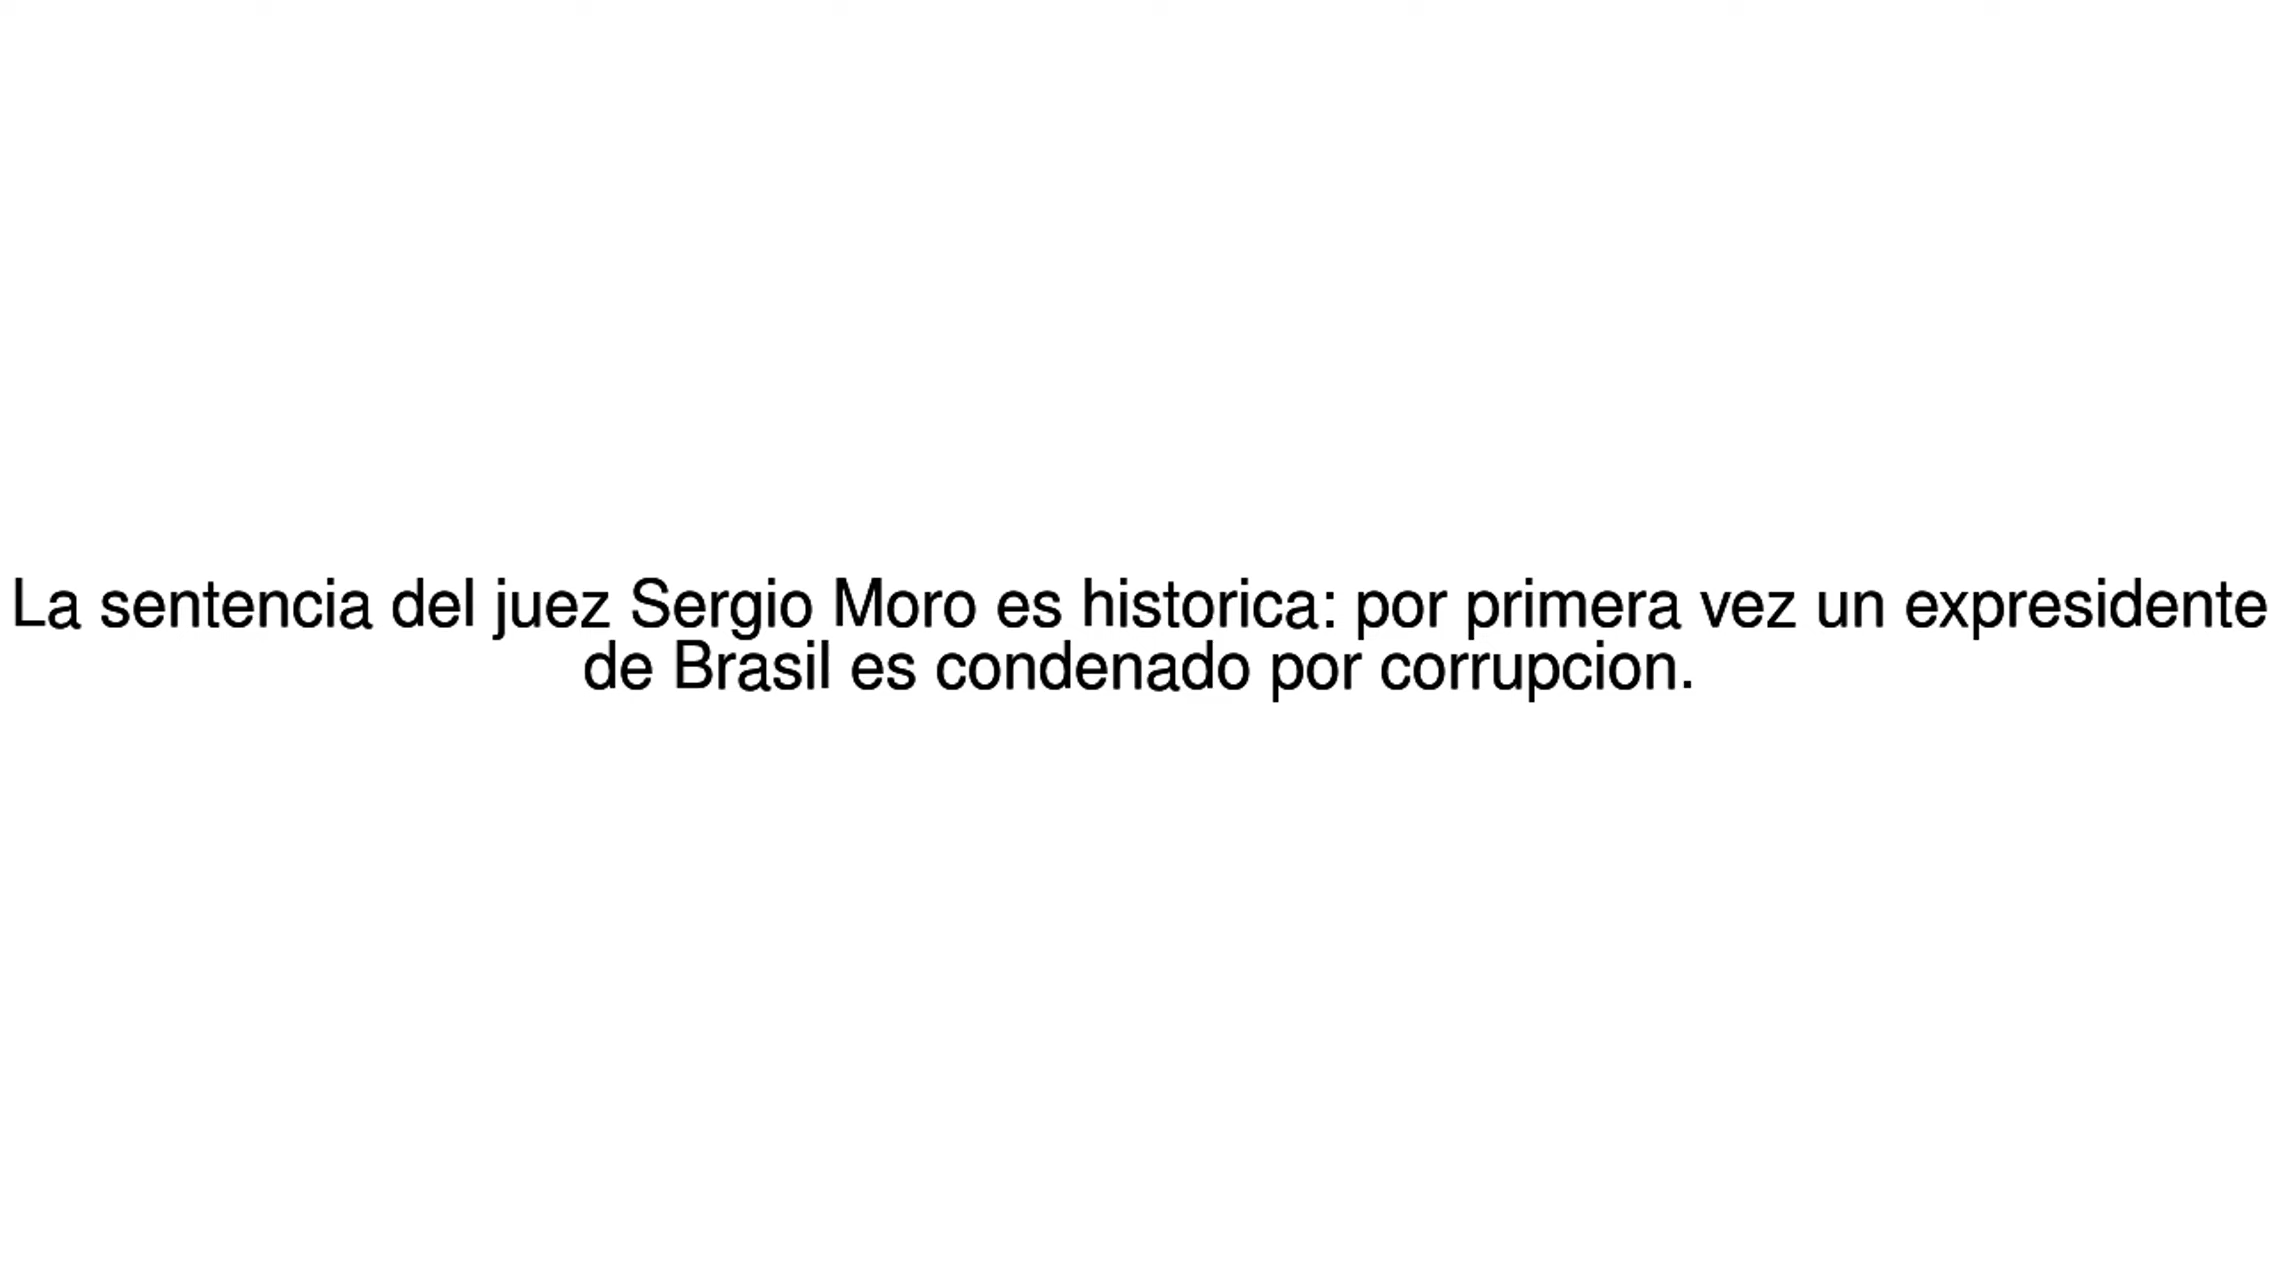 La sentencia del juez Sergio Moro es historica: por primera vez un expresidente
de Brasil es condenado por corrupcion.